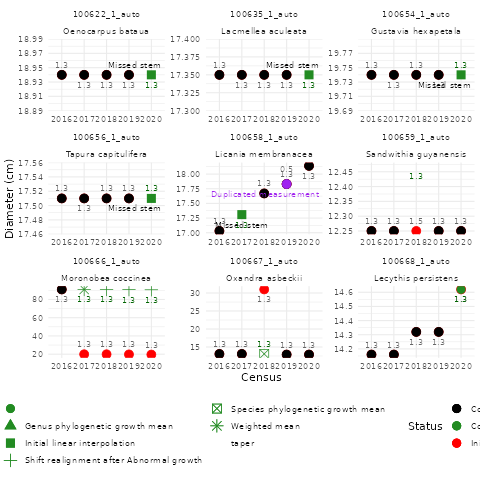 100622_1_auto
100635_1_auto
100654_1_auto
Oenocarpus bataua
Lacmellea aculeata
Gustavia hexapetala
18.99
18.97
18.95
18.93
18.91
18.89
1.3
Missed stem
1.3 1.3 1.3 1.3
2016 2017 2018 2019 2020
17.400
17.375
17.350
17.325
17.300
1.3
Missed stem
1.3 1.3 1.3 1.3
2016 2017 2018 2019 2020
19.77
19.75
19.73
19.71
19.69
1.3 1.3 1.3
1.3 1.3
Missed stem
2016 2017 2018 2019 2020
100656_1_auto
100658_1_auto
100659_1_auto
Tapura capitulifera
Licania membranacea
Sandwithia guyanensis
17.56
17.54
17.52
17.50
17.48
17.46
1.3 1.3 1.3 1.3
1.3
Missed stem
2016 2017 2018 2019 2020
18.00
17.75
17.50
17.25
17.00
0.5
1.3
1.3
1.3
Duplicated measurement
1.3
Missed stem
1.3
2016 2017 2018 2019 2020
12.45
12.40
12.35
12.30
12.25
1.3
1.3 1.3 1.5 1.3 1.3
2016 2017 2018 2019 2020
100666_1_auto
100667_1_auto
100668_1_auto
Moronobea coccinea
Oxandra asbeckii
Lecythis persistens
80
60
40
20
1.3 1.3 1.3 1.3 1.3
1.3 1.3 1.3 1.3
2016 2017 2018 2019 2020
30
25
20
15
1.3
1.3 1.3 1.3 1.3 1.3
2016 2017 2018 2019 2020
14.6
14.5
14.4
14.3
14.2
1.3
1.3 1.3
1.3 1.3
2016 2017 2018 2019 2020
Diameter (cm)
Census
Genus phylogenetic growth mean
Initial linear interpolation
Shift realignment after Abnormal growth
Species phylogenetic growth mean
Weighted mean
taper
Status
Co
Co
Ini